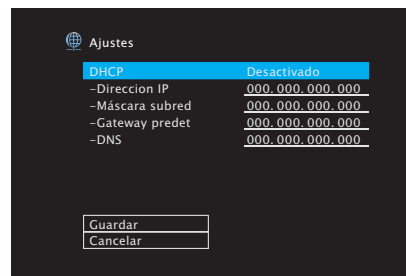 Ajustes
DHCP Desactivado
-Direccion IP 000.000.000.000
-Máscara subred 000.000.000.000
-Gateway predet 000.000.000.000
-DNS 000.000.000.000
Guardar
Cancelar